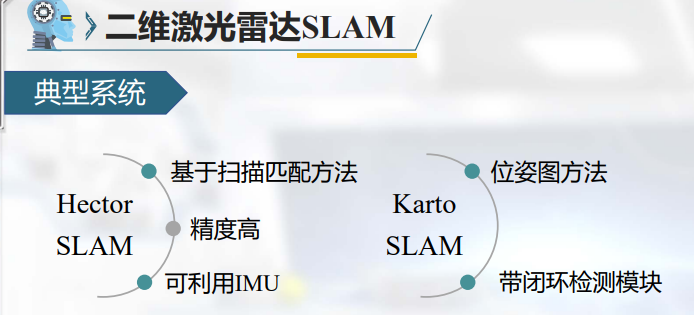 二维激光雷达SLAM
典型系统
Hector
SLAM
基于扫描匹配方法
精度高
可利用IMU
Karto
SLAM
位姿图方法
带闭环检测模块